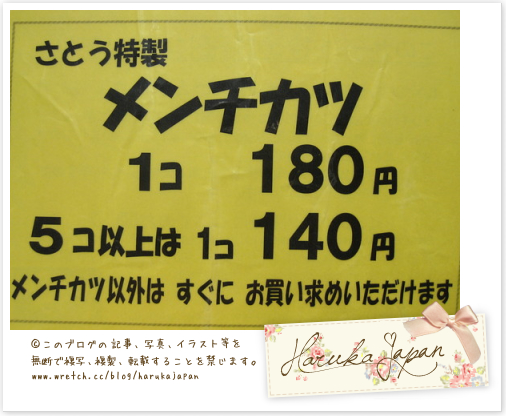 さとう特製
メンチカツ
1コ 180円
5コ以上は 1コ 140円
メンチカツ以外は すぐに お買い求めいただけます
©このブログの記事、写真、イラスト等を
無断で複写、複製、転載することを禁じます。
www.wretch.cc/blog/harukajapan
Haruka Japan